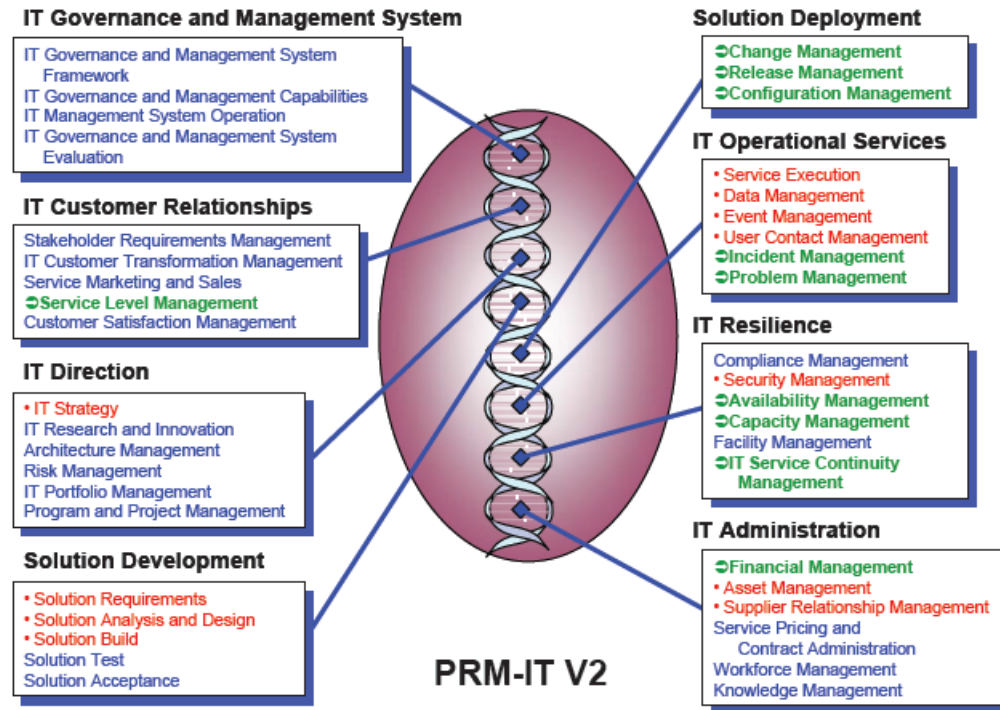 IT Governance and Management System
IT Governance and Management System
Framework
IT Governance and Management Capabilities
IT Management System Operation
IT Governance and Management System
Evaluation
IT Customer Relationships
Stakeholder Requirements Management
IT Customer Transformation Management
Service Marketing and Sales
➲Service Level Management
Customer Satisfaction Management
IT Direction
• IT Strategy
IT Research and Innovation
Architecture Management
Risk Management
IT Portfolio Management
Program and Project Management
Solution Development
• Solution Requirements
• Solution Analysis and Design
• Solution Build
Solution Test
Solution Acceptance
Solution Deployment
➲Change Management
➲Release Management
➲Configuration Management
IT Operational Services
• Service Execution
• Data Management
• Event Management
• User Contact Management
➲Incident Management
➲Problem Management
IT Resilience
Compliance Management
• Security Management
➲Availability Management
➲Capacity Management
Facility Management
➲IT Service Continuity
Management
IT Administration
➲Financial Management
• Asset Management
• Supplier Relationship Management
Service Pricing and
Contract Administration
Workforce Management
Knowledge Management
PRM-IT V2